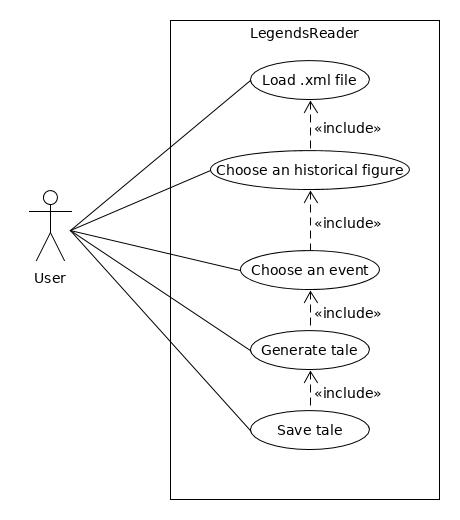 LegendsReader
Load .xml file
«include»
Choose an historical figure
«include»
Choose an event
User
«include»
Generate tale
«include»
Save tale